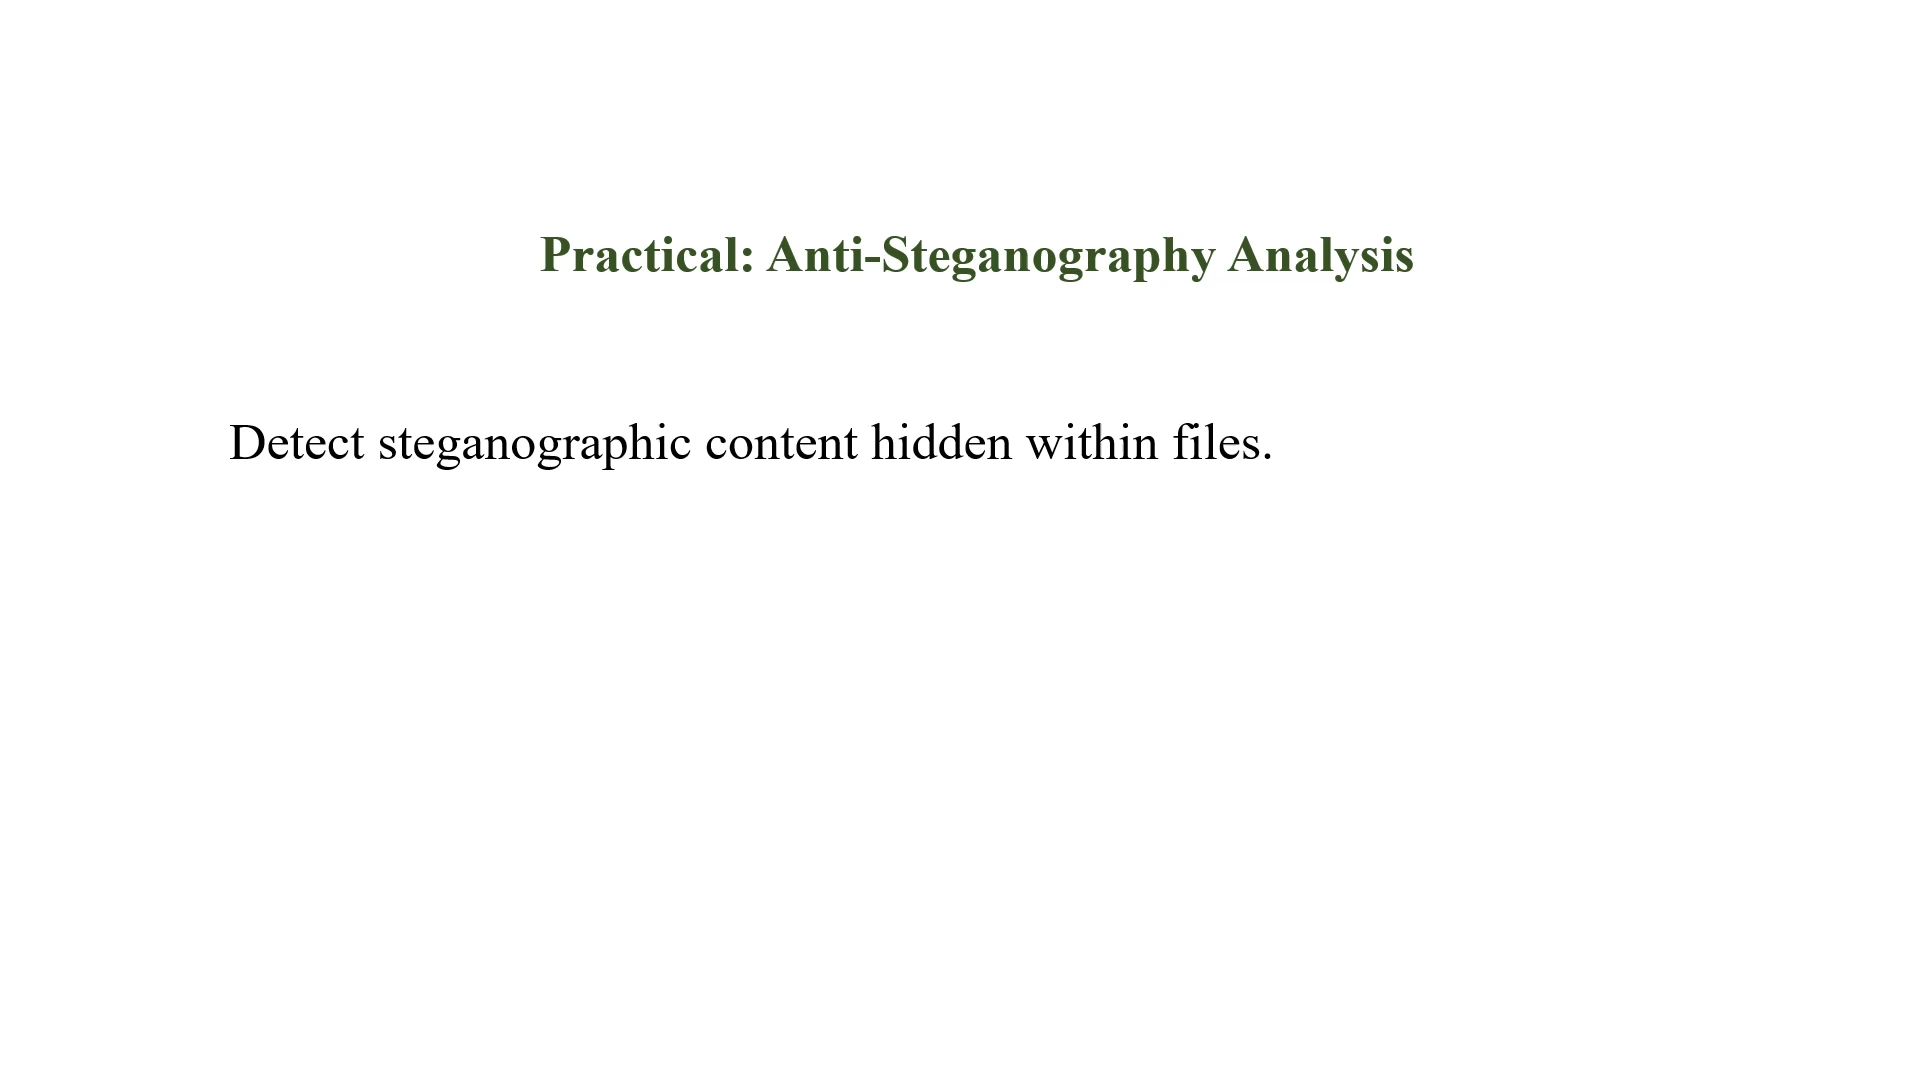 Practical: Anti-Steganography Analysis
Detect steganographic content hidden within files.